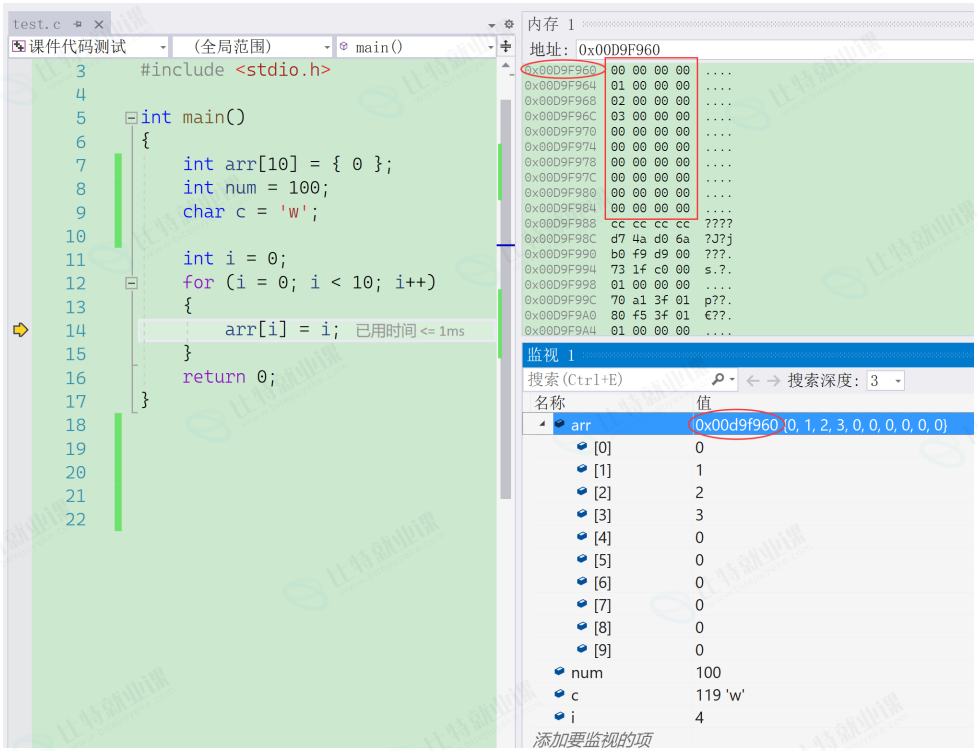 test.c
课件代码测试
(全局范围)
main()
3 #include <stdio.h>
4
5 int main()
6 {
7 int arr[10] = { 0 };
8 int num = 100;
9 char c = 'w';
10
11 int i = 0;
12 for (i = 0; i < 10; i++)
13 {
14 arr[i] = i; 已用时间 <= 1ms
15 }
16 return 0;
17 }
18
19
20
21
22
内存 1
地址: 0x00D9F960
0x00D9F960 00 00 00 00 ....
0x00D9F964 01 00 00 00 ....
0x00D9F968 02 00 00 00 ....
0x00D9F96C 03 00 00 00 ....
0x00D9F970 00 00 00 00 ....
0x00D9F974 00 00 00 00 ....
0x00D9F978 00 00 00 00 ....
0x00D9F97C 00 00 00 00 ....
0x00D9F980 00 00 00 00 ....
0x00D9F984 00 00 00 00 ....
0x00D9F988 cc cc cc cc ????
0x00D9F98C d7 4a d0 6a ?J?j
0x00D9F990 b0 f9 d9 00 ???.
0x00D9F994 73 1f c0 00 s.?.
0x00D9F998 01 00 00 00 ....
0x00D9F99C 70 a1 3f 01 p??.
0x00D9F9A0 80 f5 3f 01 €??.
0x00D9F9A4 01 00 00 00 ....
监视 1
搜索(Ctrl+E)
搜索深度: 3
名称 值
arr 0x00d9f960 {0, 1, 2, 3, 0, 0, 0, 0, 0, 0}
[0] 0
[1] 1
[2] 2
[3] 3
[4] 0
[5] 0
[6] 0
[7] 0
[8] 0
[9] 0
num 100
c 119 'w'
i 4
添加要监视的项
比特就业课